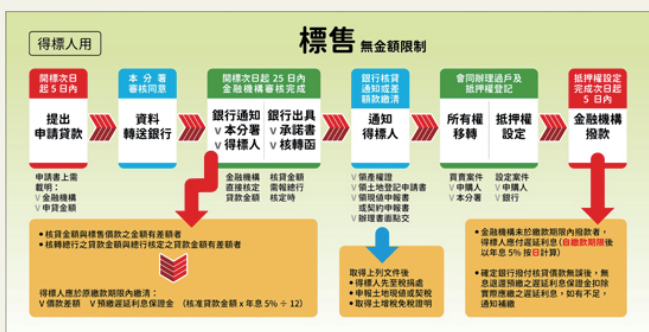 得標人用
標售 無金額限制
開標次日
起5日內
提出
申請貸款
申請書上需
載明：
V 金融機構
V 申貸金額
本分署
審核同意
資料
轉送銀行
開標次日起 25 日內
金融機構審核完成
銀行通知
V 本分署
V 得標人
銀行出具
V 承諾書
V 核轉函
金融機構
直接核定
貸款金額
核貸金額
需報總行
核定時
銀行核貸
通知或差
額款繳清
通知
得標人
V 領產權證
V 領土地登記申請書
V 領現值申報書
或契約申報書
V 辦理書面點交
會同辦理過戶及
抵押權登記
所有權
移轉
抵押權
設定
買賣案件
V 申購人
V 本分署
設定案件
V 申購人
V 銀行
抵押權設定
完成次日起
5 日內
金融機構
撥款
• 核貸金額與標售價款之金額有差額者
• 核轉總行之貸款金額與總行核定之貸款金額有差額者
得標人應於原繳款期限內繳清：
V 價款差額 V 預繳遲延息保證金 （核准貸款金額 x 年息 5% ÷ 12）
取得上列文件後
• 得標人先至稅捐處
• 申報土地現值或契稅
• 取得土增稅免稅證明
• 金融機構未於繳款期限內撥款者，
得標人應付遲延利息（自繳款期限後
以年息 5% 按日計算）
• 確定銀行撥付核貸價款無誤後，無
息退還預繳之遲延利息保證金扣除
實際應繳之遲延利息，如有不足，
通知補繳